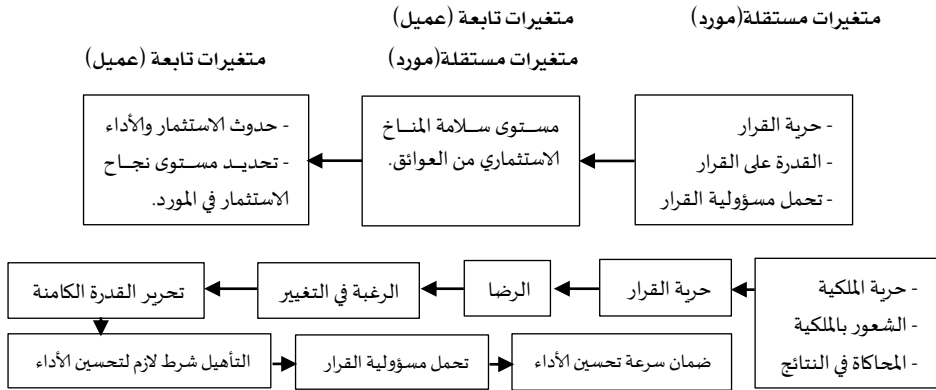 متغيرات مستقلة(مورد)
متغيرات تابعة (عميل)
متغيرات مستقلة(مورد)
متغيرات تابعة (عميل)
- حرية القرار
- القدرة على القرار
- تحمل مسؤولية القرار
مستوى سلامة المناخ
الاستثماري من العوائق.
- حدوث الاستثمار والأداء
- تحديد مستوى نجاح
الاستثمار في المورد.
- حرية الملكية
- الشعور بالملكية
- المحاكاة في النتائج
حرية القرار
الرضا
الرغبة في التغيير
تحرير القدرة الكامنة
التأهيل شرط لازم لتحسين الأداء
تحمل مسؤولية القرار
ضمان سرعة تحسين الأداء